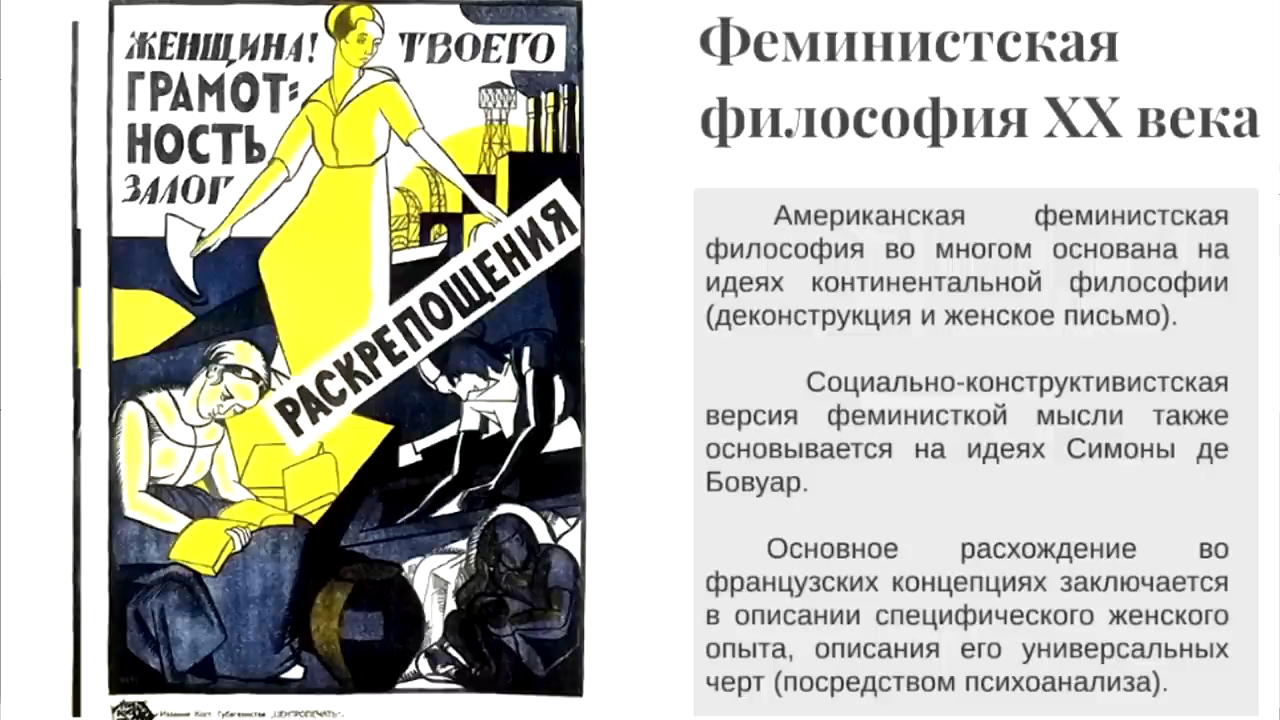 ЖЕНЩИНА! ТВОЕГО
ГРАМОТ=
НОСТЬ
ЗАЛОГ
РАСКРЕПОЩЕНИЯ
Феминистская
философия XX века
Американская феминистская
философия во многом основана на
идеях континентальной философии
(деконструкция и женское письмо).
Социально-конструктивистская
версия феминисткой мысли также
основывается на идеях Симоны де
Бовуар.
Основное расхождение во
французских концепциях заключается
в описании специфического женского
опыта, описания его универсальных
черт (посредством психоанализа).